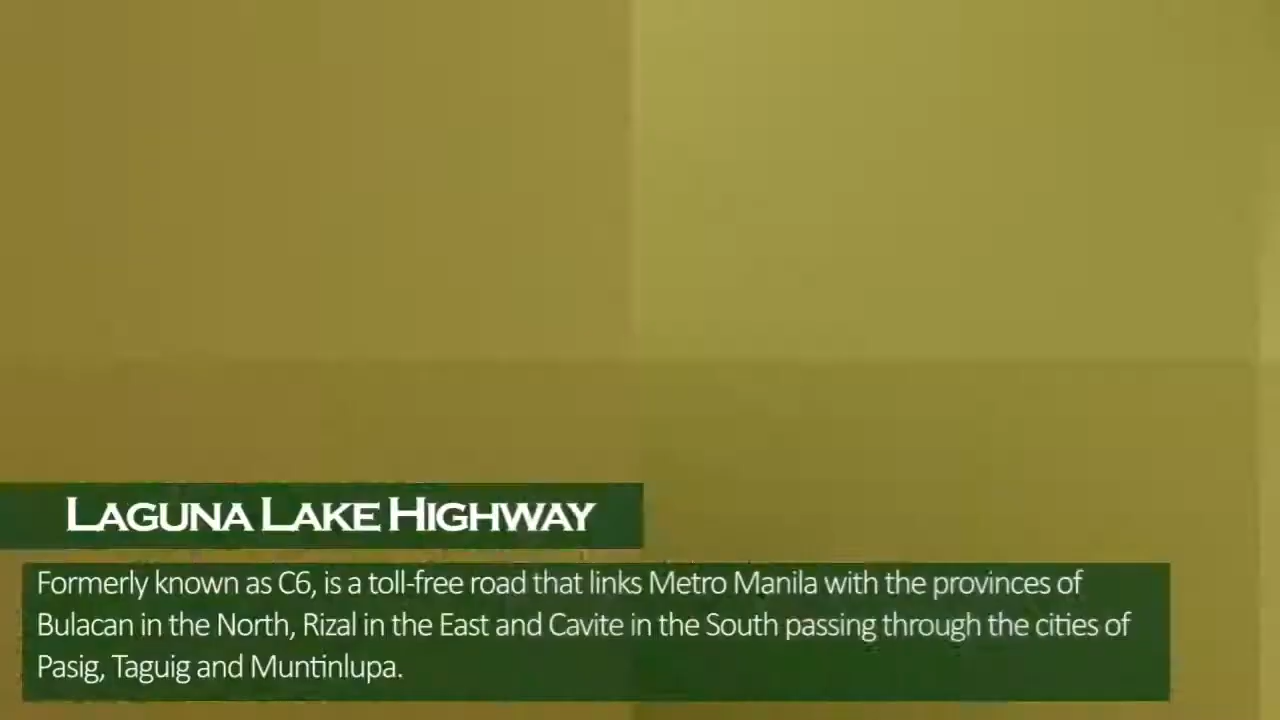 LAGUNA LAKE HIGHWAY
Formerly known as C6, is a toll-free road that links Metro Manila with the provinces of
Bulacan in the North, Rizal in the East and Cavite in the South passing through the cities of
Pasig, Taguig and Muntinlupa.